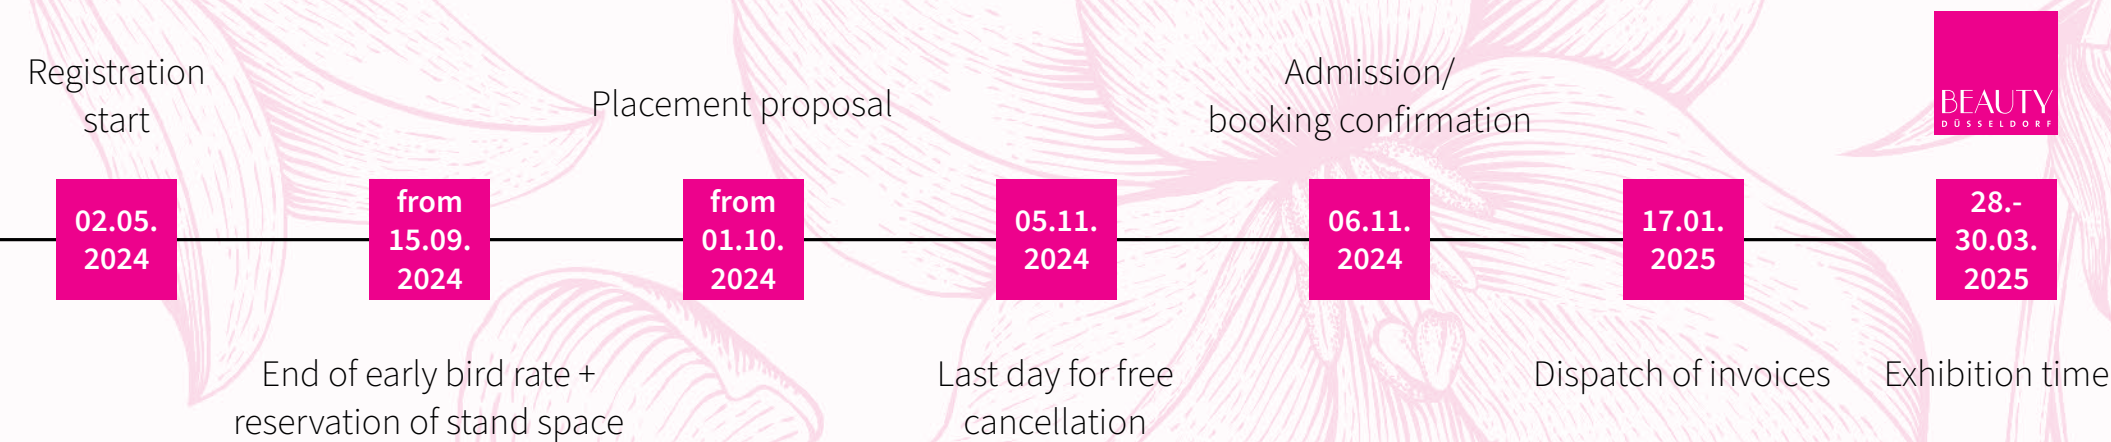 Registration
start
02.05.
2024
from
15.09.
2024
End of early bird rate +
reservation of stand space
Placement proposal
from
01.10.
2024
05.11.
2024
Last day for free
cancellation
Admission/
booking confirmation
06.11.
2024
17.01.
2025
Dispatch of invoices
BEAUTY
DÜSSELDORF
28.-
30.03.
2025
Exhibition time